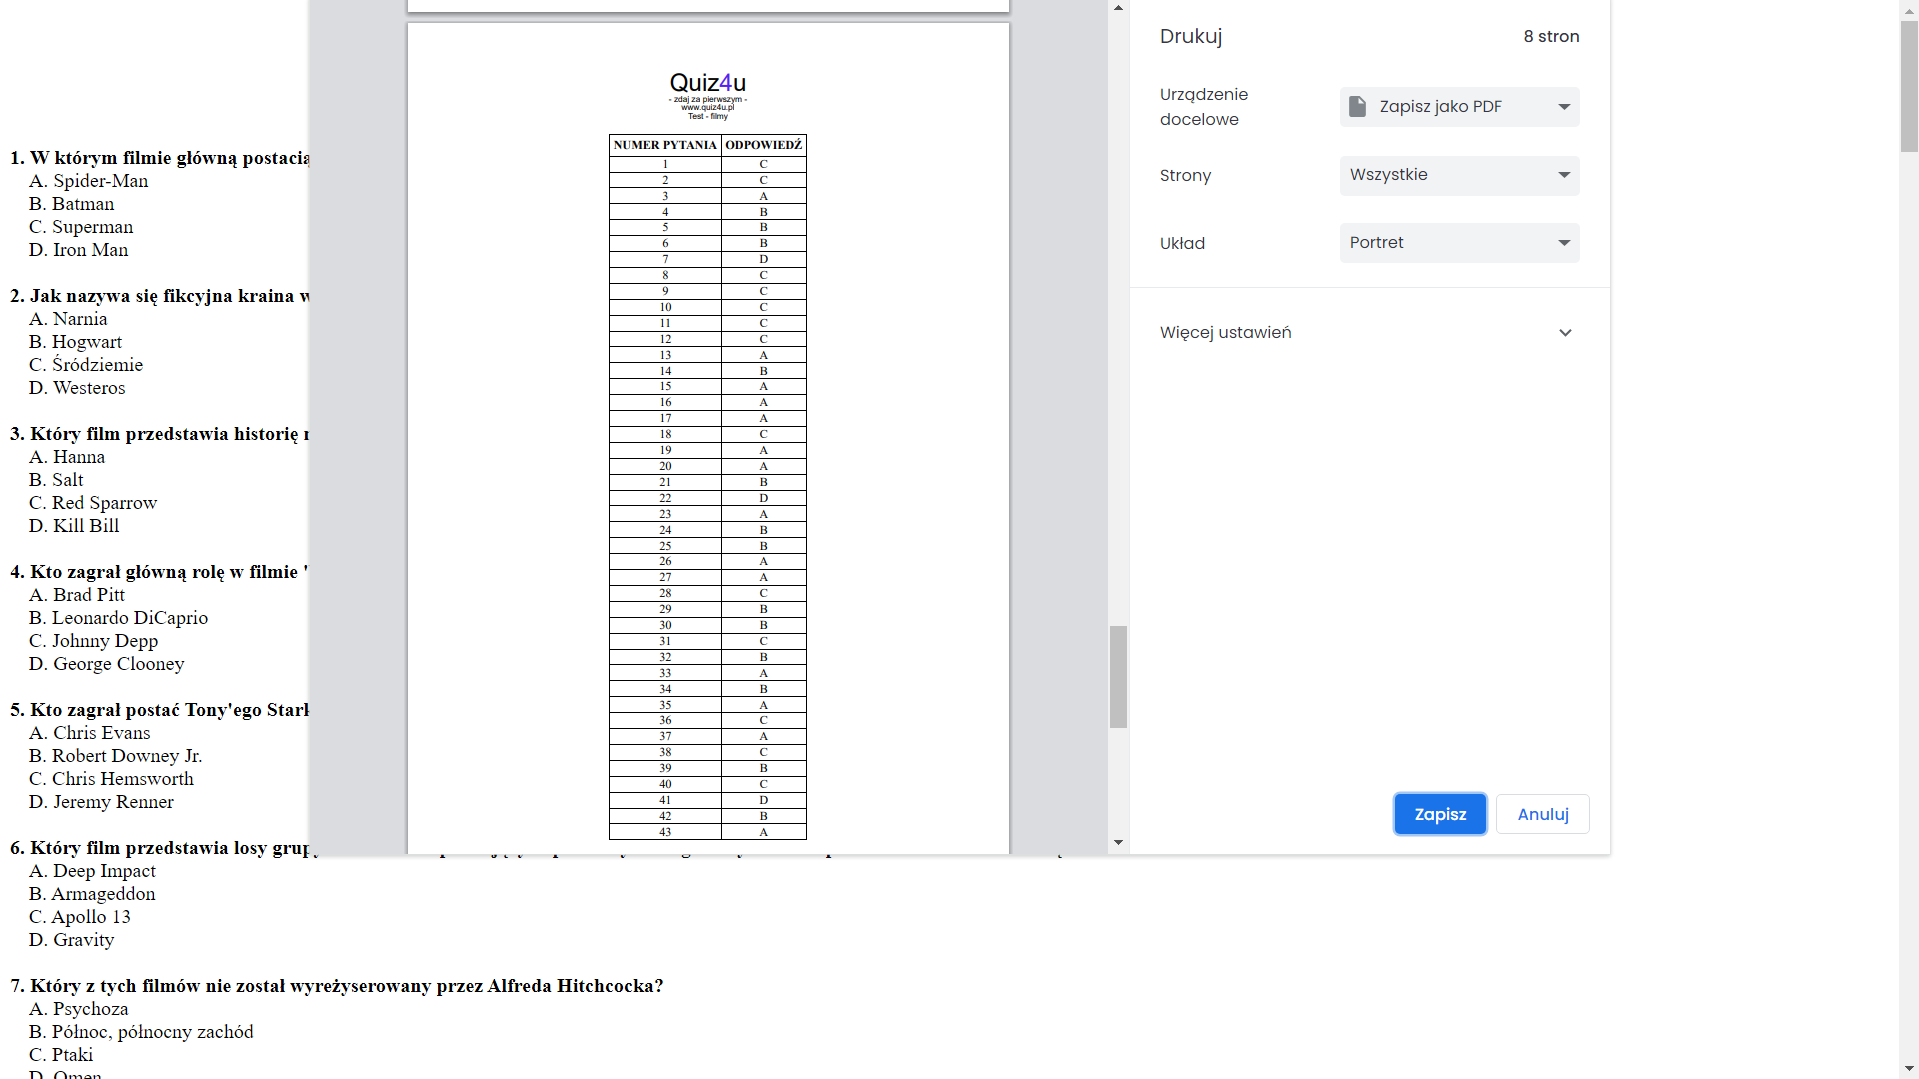 1. W którym filmie główną postacią
A. Spider-Man
B. Batman
C. Superman
D. Iron Man
2. Jak nazywa się fikcyjna kraina w
A. Narnia
B. Hogwart
C. Śródziemie
D. Westeros
3. Który film przedstawia historię
A. Hanna
B. Salt
C. Red Sparrow
D. Kill Bill
4. Kto zagrał główną rolę w filmie "
A. Brad Pitt
B. Leonardo DiCaprio
C. Johnny Depp
D. George Clooney
5. Kto zagrał postać Tony'ego Stark
A. Chris Evans
B. Robert Downey Jr.
C. Chris Hemsworth
D. Jeremy Renner
6. Który film przedstawia losy grupy
A. Deep Impact
B. Armageddon
C. Apollo 13
D. Gravity
7. Który z tych filmów nie został wyreżyserowany przez Alfreda Hitchcocka?
A. Psychoza
B. Północ, północny zachód
C. Ptaki
D. Omen
Quiz4u
- zdaj za pierwszym -
www.quiz4u.pl
Test - filmy
NUMER PYTANIA ODPOWIEDŹ
1 C
2 C
3 A
4 B
5 B
6 B
7 D
8 C
9 C
10 C
11 C
12 C
13 A
14 B
15 A
16 A
17 A
18 C
19 A
20 A
21 B
22 D
23 A
24 B
25 B
26 A
27 A
28 C
29 B
30 B
31 C
32 B
33 A
34 B
35 A
36 C
37 A
38 C
39 B
40 C
41 D
42 B
43 A
Drukuj 8 stron
Urządzenie docelowe Zapisz jako PDF
Strony Wszystkie
Układ Portret
Więcej ustawień
Zapisz Anuluj